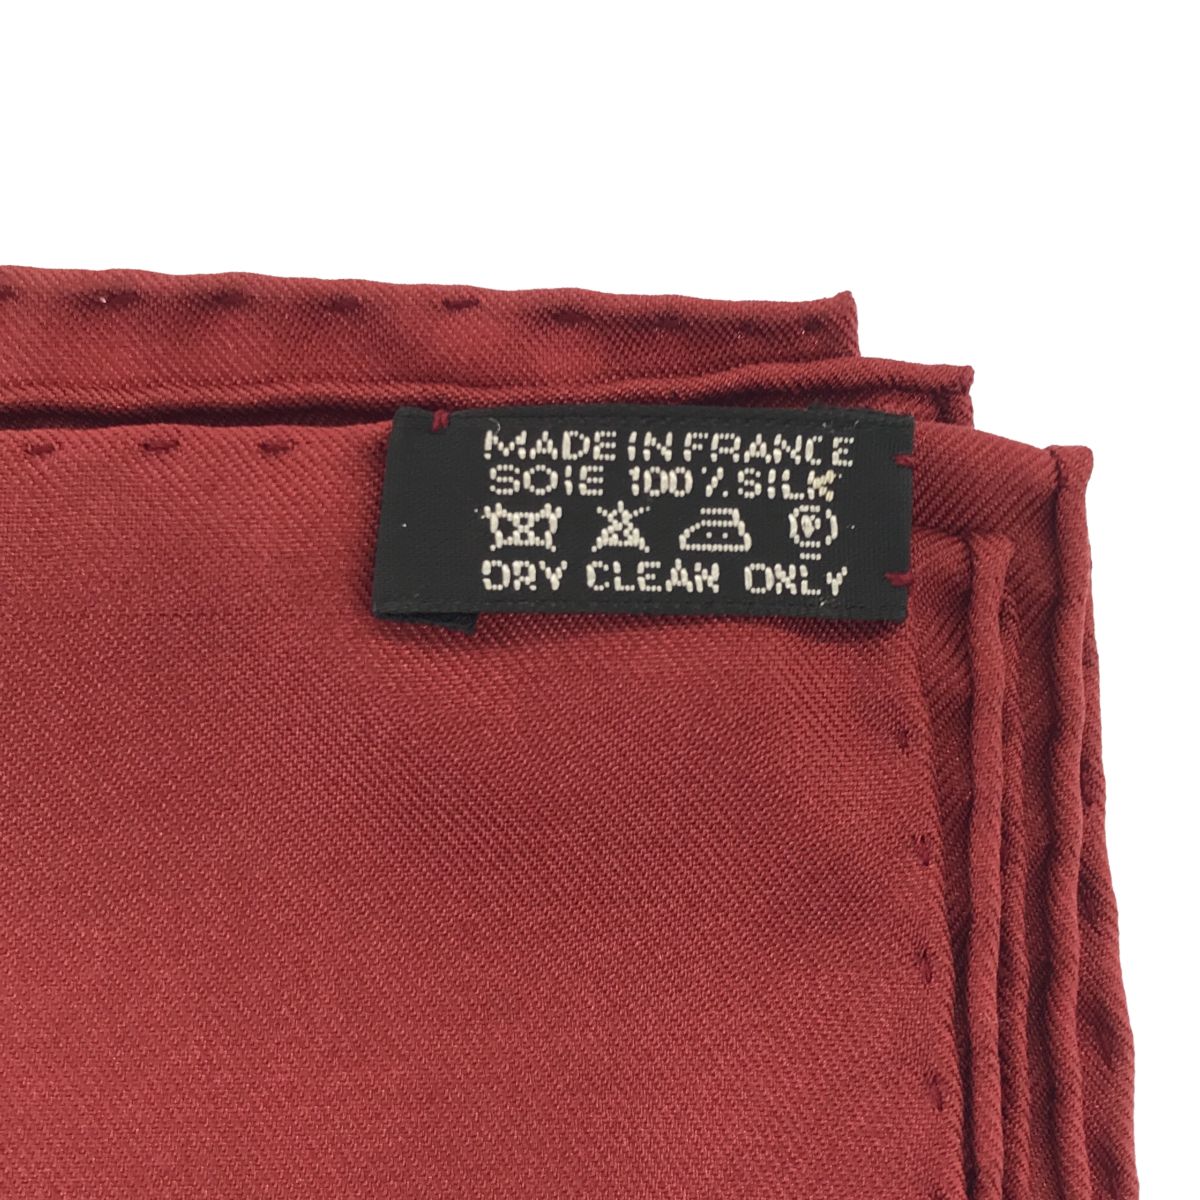 MADE IN FRANCE
SOIE 100% SILK
P
DRY CLEAN ONLY